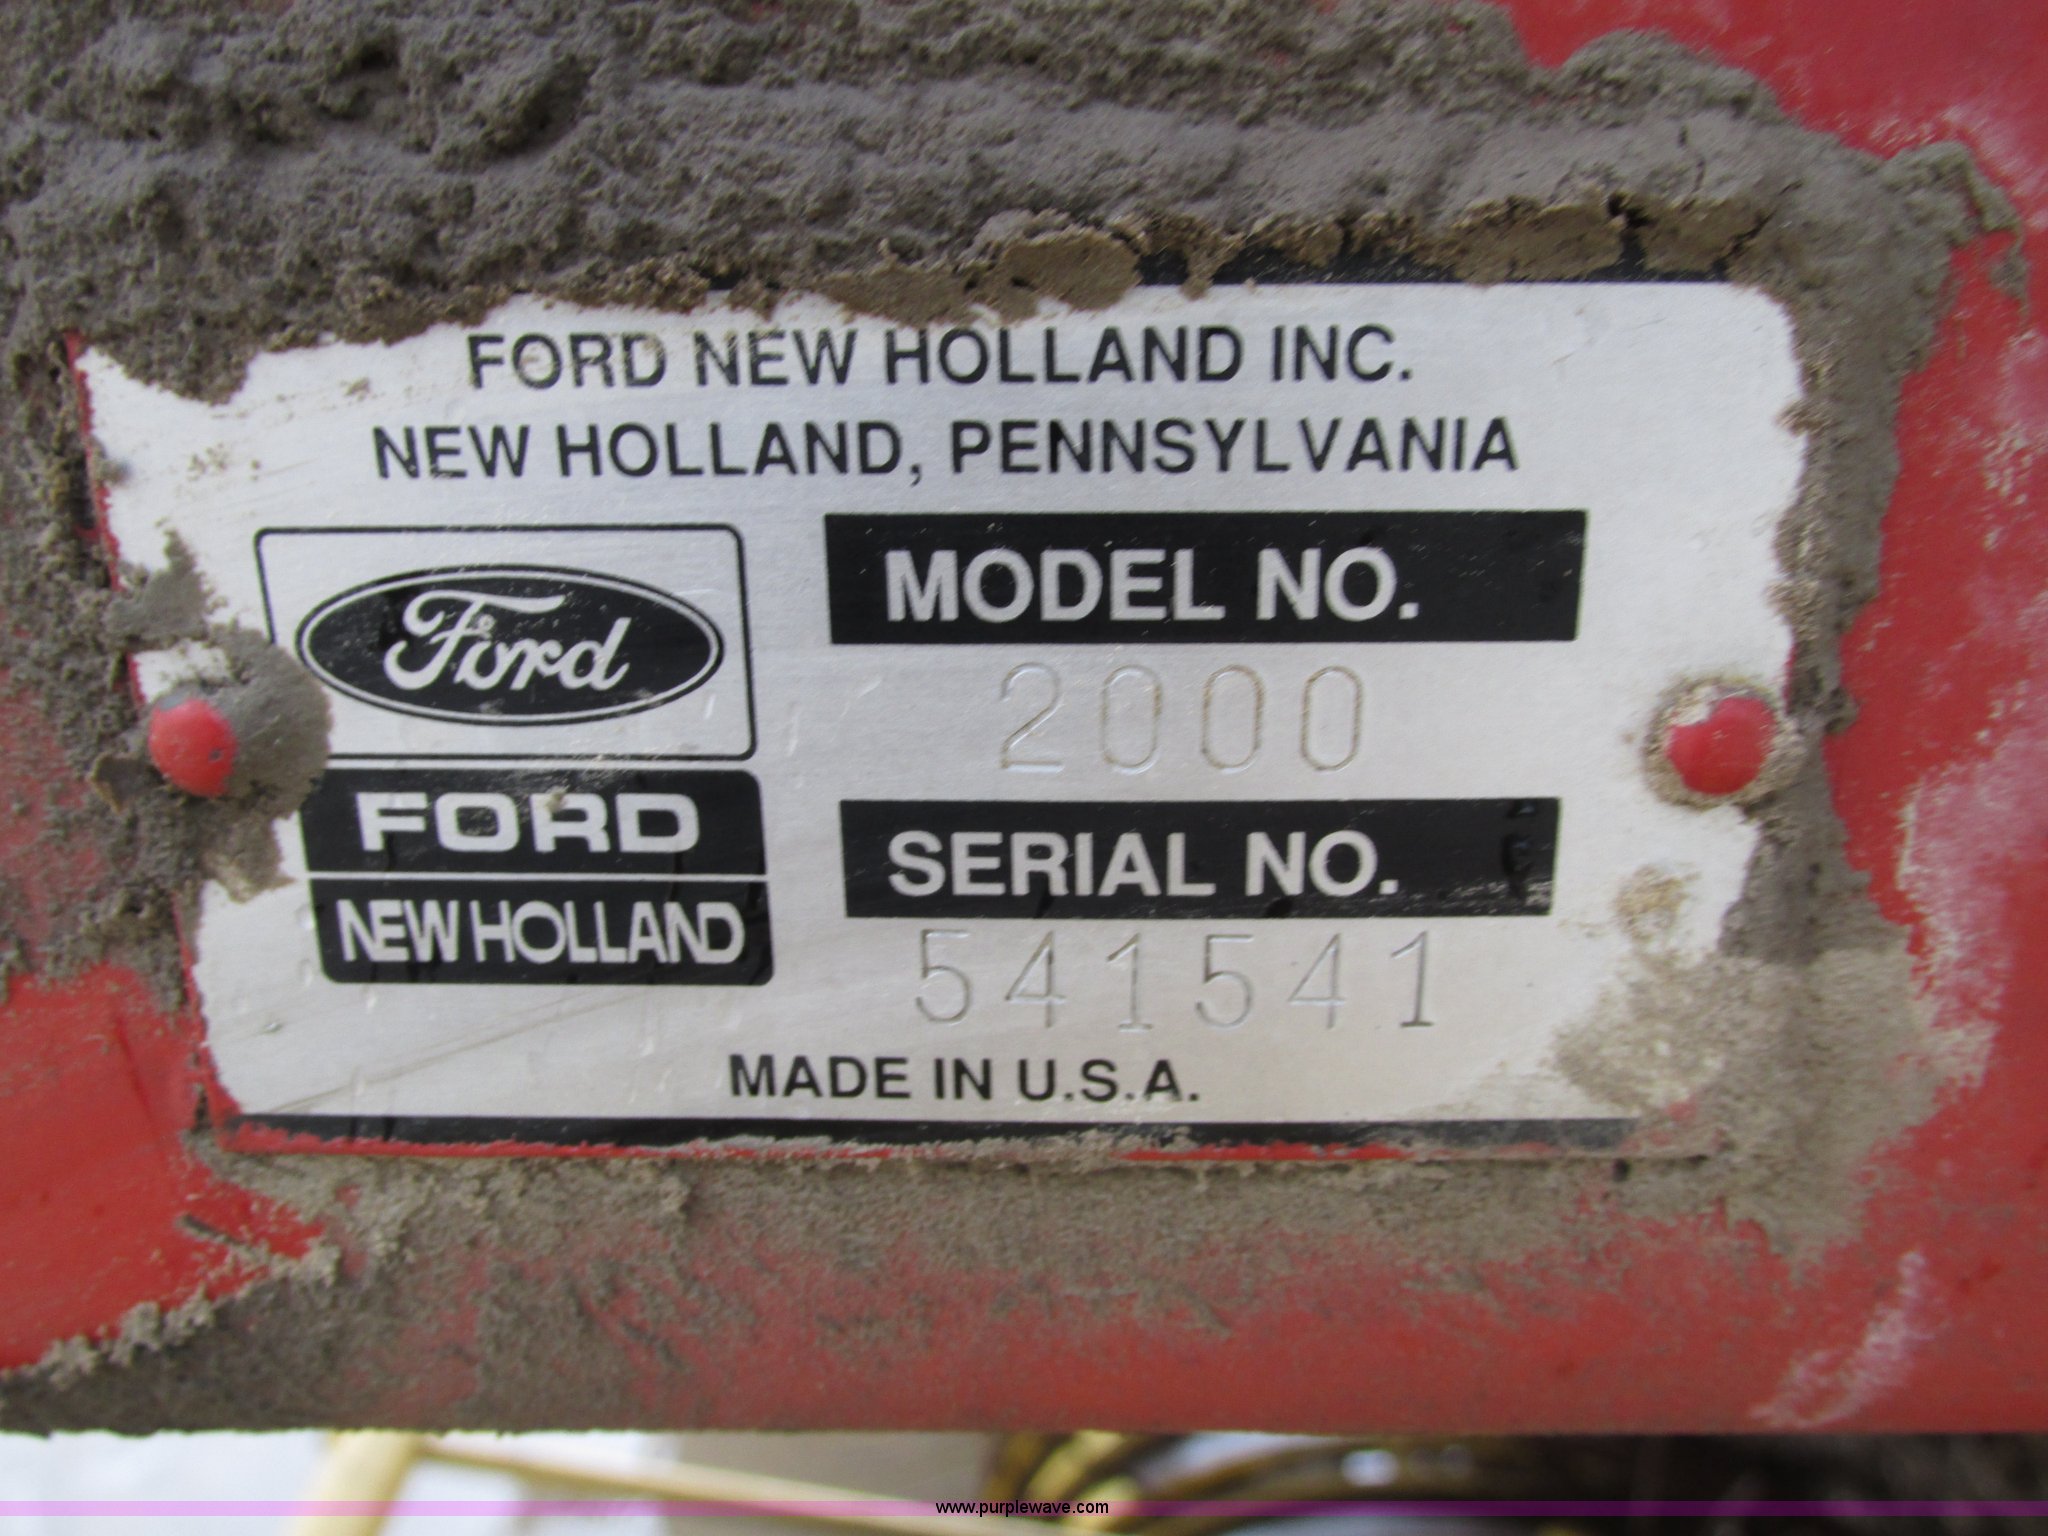 FORD NEW HOLLAND INC.
NEW HOLLAND, PENNSYLVANIA
Ford
FORD
NEW HOLLAND
MODEL NO.
2000
SERIAL NO.
541541
MADE IN U.S.A.
www.purplewave.com